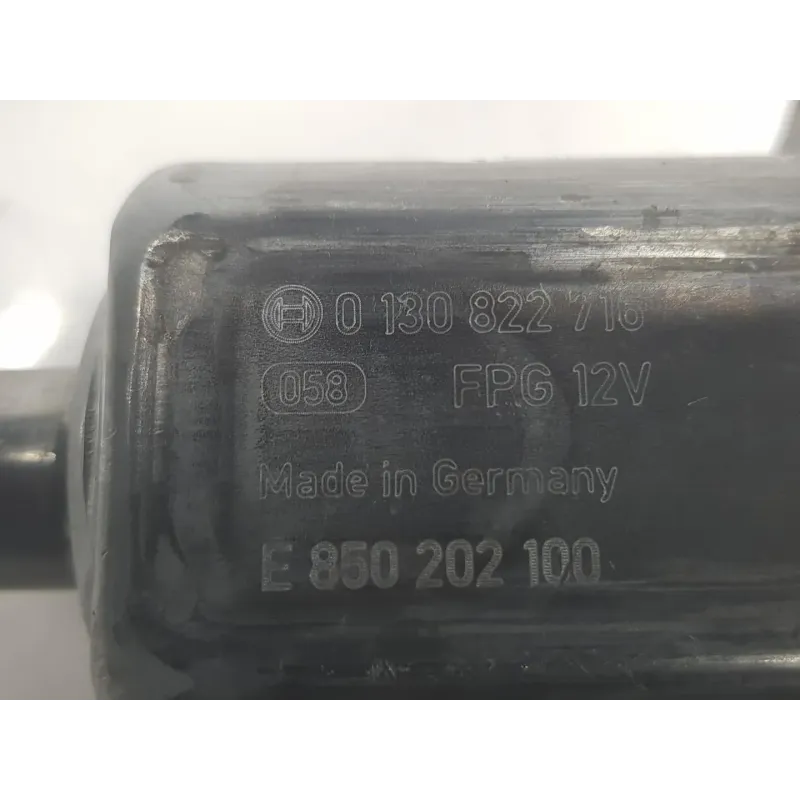 0 130 822 716
058 FPG 12V
Made in Germany
E 850 202 100